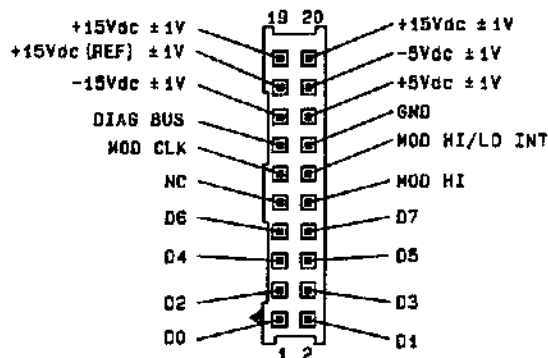 19 20
+15Vdc ±1V +15Vdc ±1V
+15Vdc (REF) ±1V -5Vdc ±1V
-15Vdc ±1V +5Vdc ±1V
DIAG BUS GND
MOD CLK MOD HI/LO INT
NC MOD HI
D6 D7
D4 D5
D2 D3
D0 D1
1 2